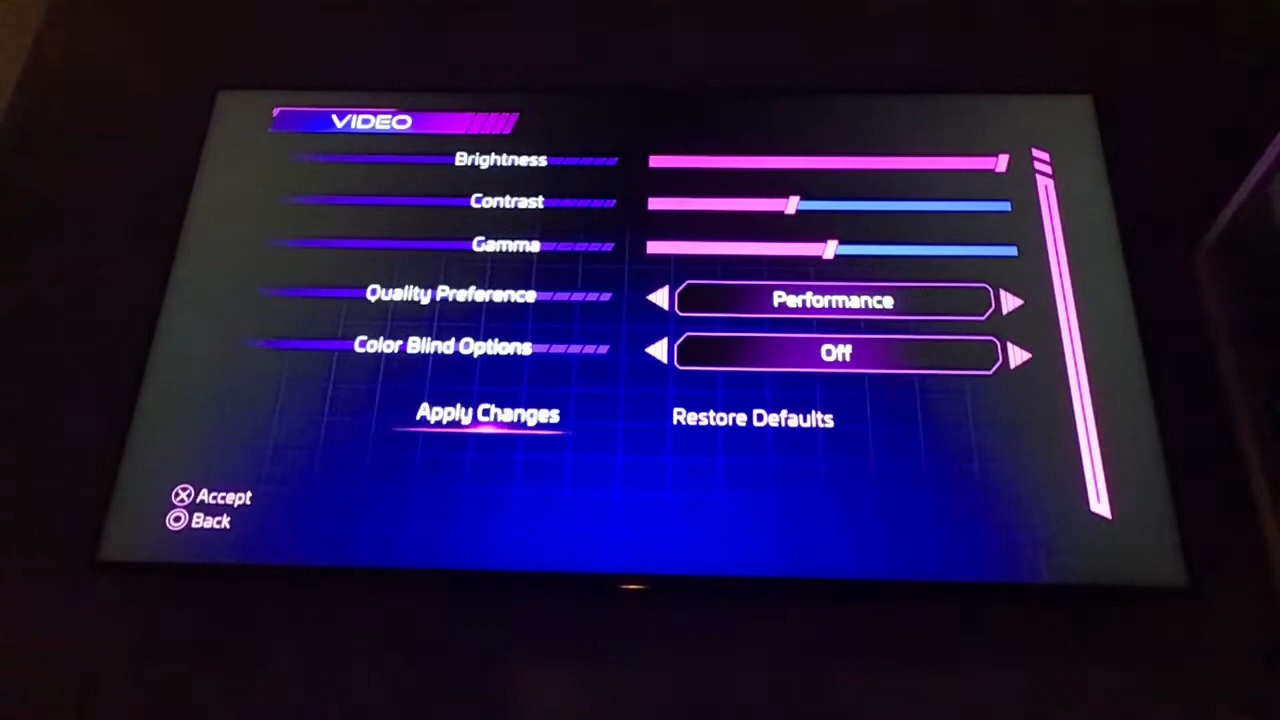 VIDEO
Brightness
Contrast
Gamma
Quality Preference Performance
Color Blind Options Off
Apply Changes Restore Defaults
Accept
Back